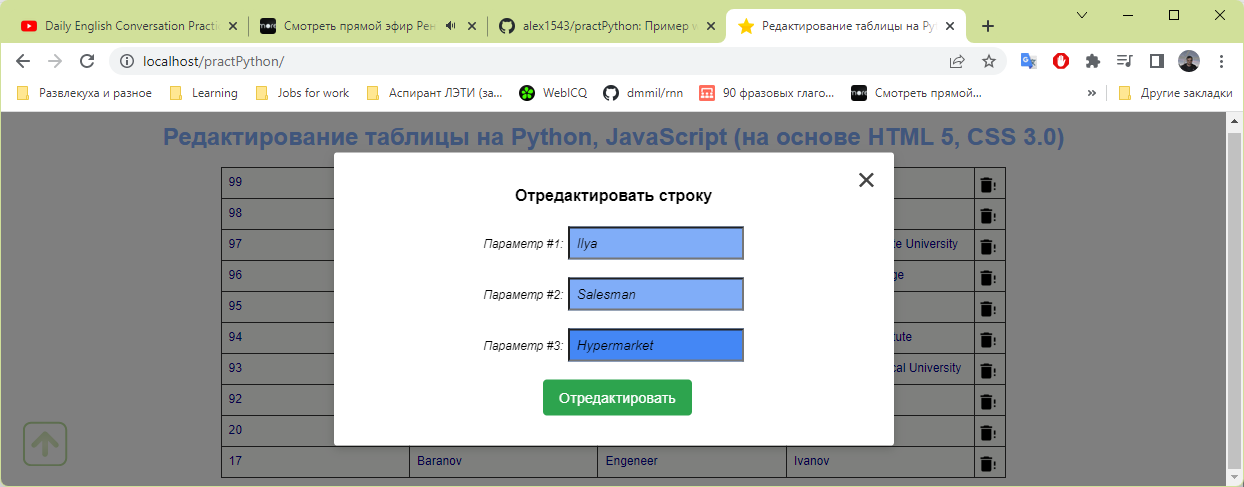 Daily English Conversation Practi
Смотреть прямой эфир Рен
alex1543/practPython: Пример w
Редактирование таблицы на Py
localhost/practPython/
Развлекуха и разное
Learning
Jobs for work
Аспирант ЛЭТИ (за...
WebICQ
dmmil/rnn
90 фразовых глаго...
more
Смотреть прямой...
»
Другие закладки
Редактирование таблицы на Python, JavaScript (на основе HTML 5, CSS 3.0)
99
98
97
te University
96
ge
95
94
tute
93
cal University
92
20
17 Baranov Engeneer Ivanov
Отредактировать строку
Параметр #1: Ilya
Параметр #2: Salesman
Параметр #3: Hypermarket
Отредактировать